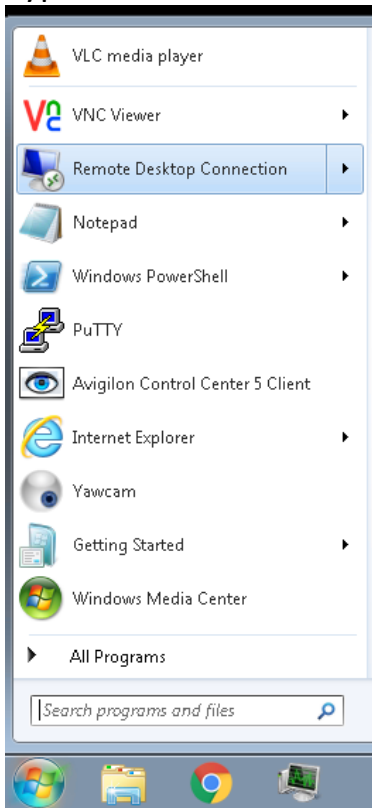 VLC media player
VNC Viewer
Remote Desktop Connection
Notepad
Windows PowerShell
PuTTY
Avigilon Control Center 5 Client
Internet Explorer
Yawcam
Getting Started
Windows Media Center
All Programs
Search programs and files